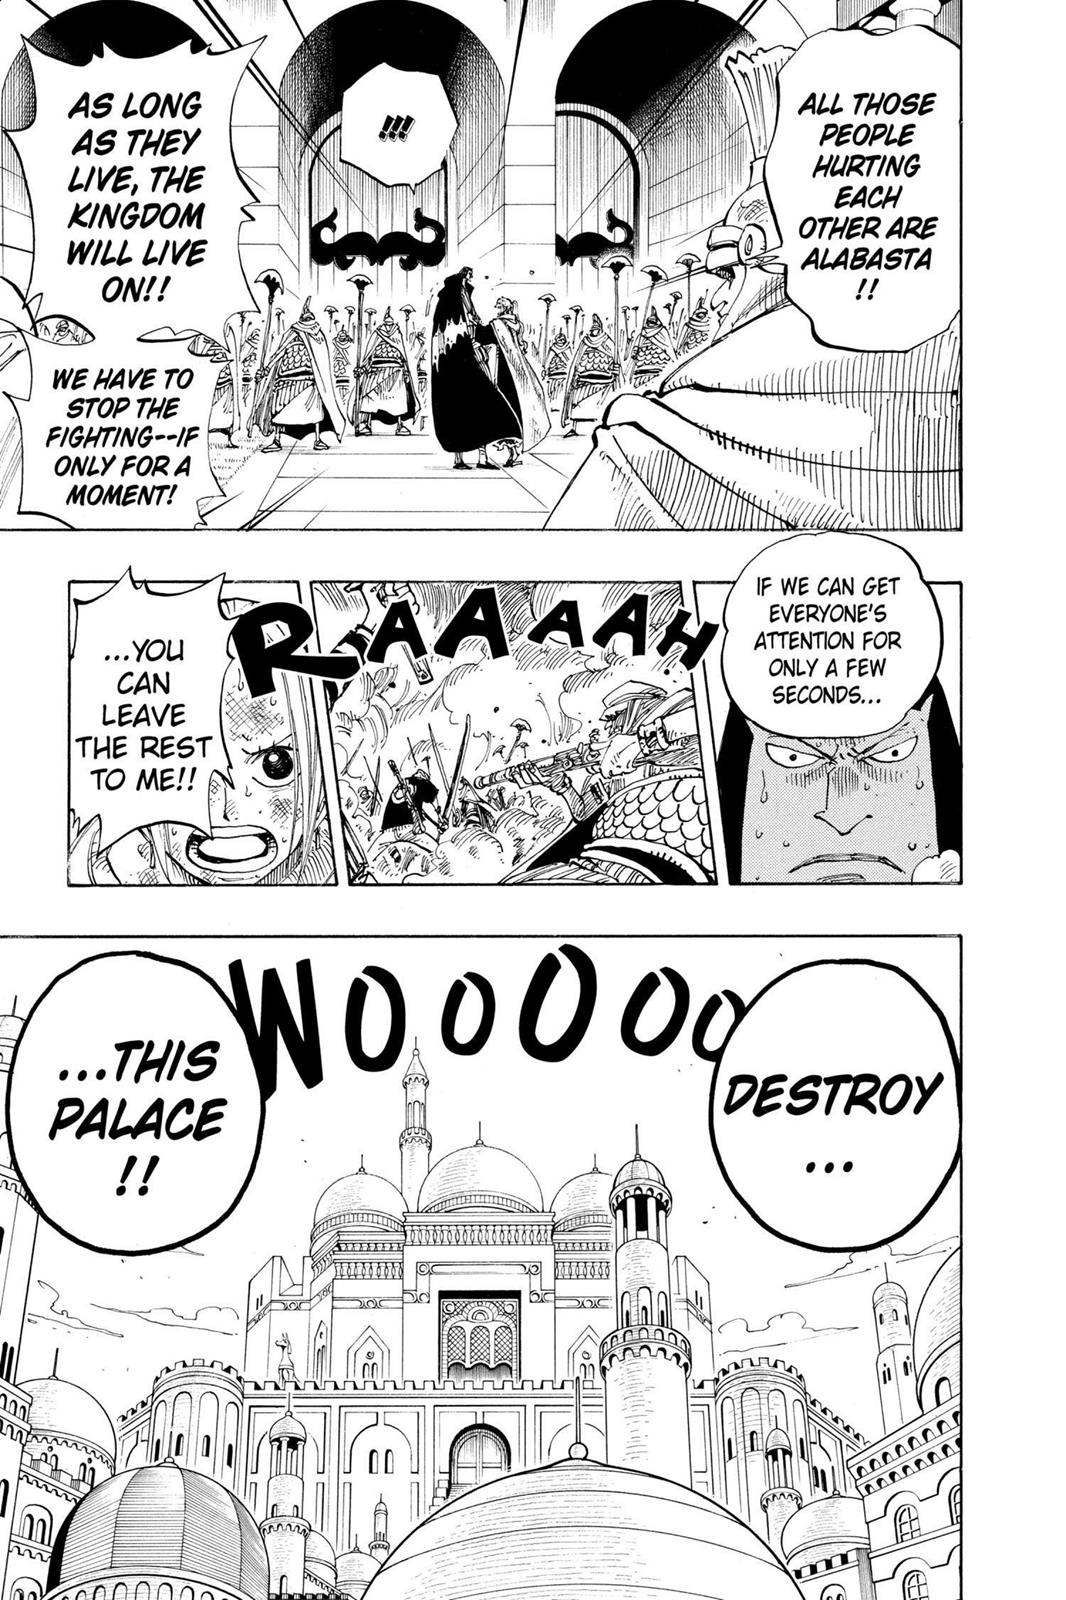 ALL THOSE
PEOPLE
HURTING
EACH
OTHER ARE
ALABASTA
!!
!!!
AS LONG
AS THEY
LIVE, THE
KINGDOM
WILL LIVE
ON!!
WE HAVE TO
STOP THE
FIGHTING--IF
ONLY FOR A
MOMENT!
IF WE CAN GET
EVERYONE'S
ATTENTION FOR
ONLY A FEW
SECONDS...
RAAAAAH
...YOU
CAN
LEAVE
THE REST
TO ME!!
DESTROY
...
WOOOOOO
...THIS
PALACE
!!